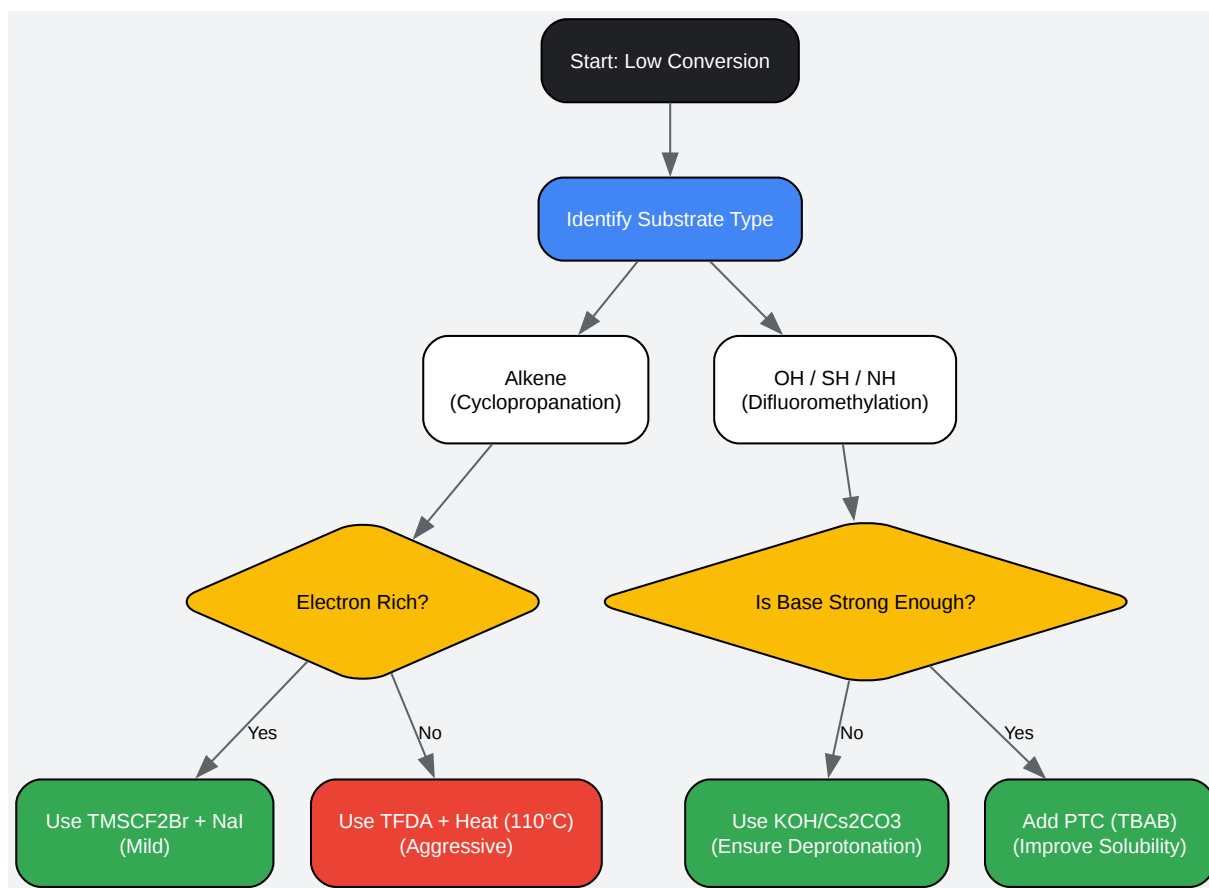 Start: Low Conversion
Identify Substrate Type
Alkene
(Cyclopropanation)
OH / SH / NH
(Difluoromethylation)
Electron Rich?
Is Base Strong Enough?
Yes
No
No
Yes
Use TMSCF2Br + NaI
(Mild)
Use TFDA + Heat (110°C)
(Aggressive)
Use KOH/Cs2CO3
(Ensure Deprotonation)
Add PTC (TBAB)
(Improve Solubility)